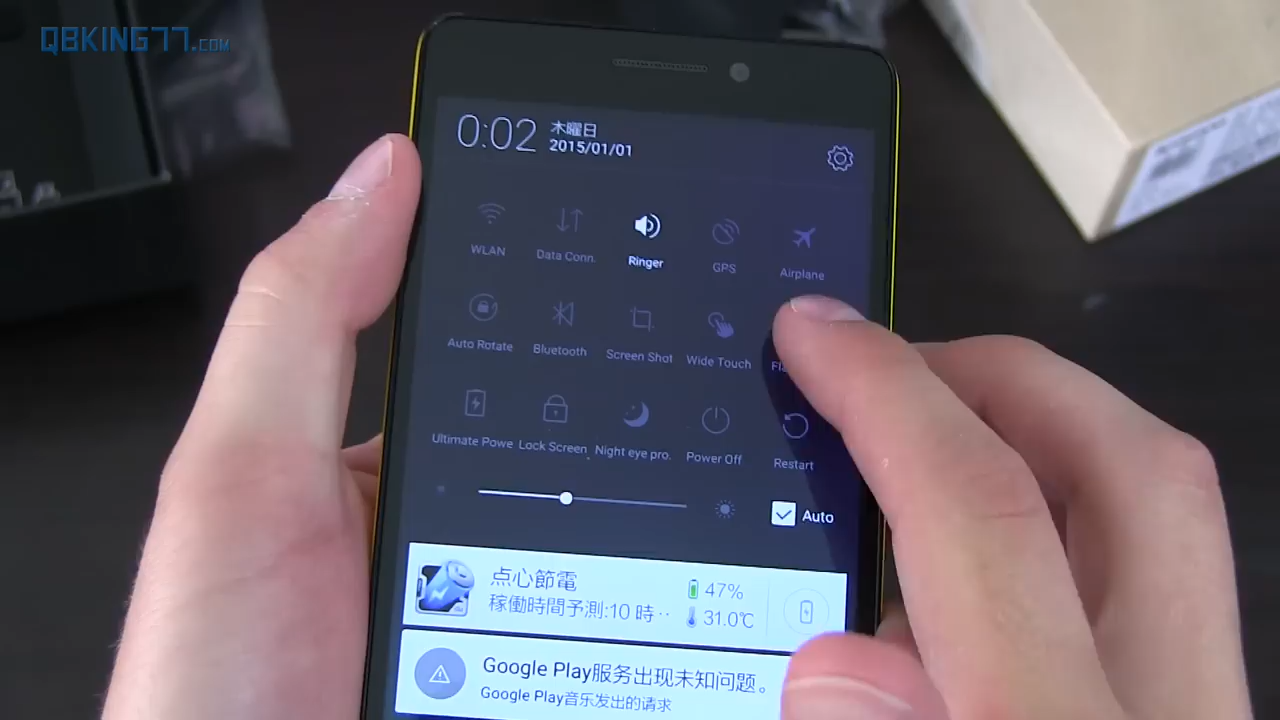 QBKING77.COM
0:02
木曜日
2015/01/01
WLAN
Data Conn.
Ringer
GPS
Airplane
Auto Rotate
Bluetooth
Screen Shot
Wide Touch
Ultimate Powe
Lock Screen
Night eye pro.
Power Off
Restart
Auto
点心節電
47%
稼働時間予測:10 時··
31.0℃
Google Play服务出现未知问题。
Google Play音乐发出的请求